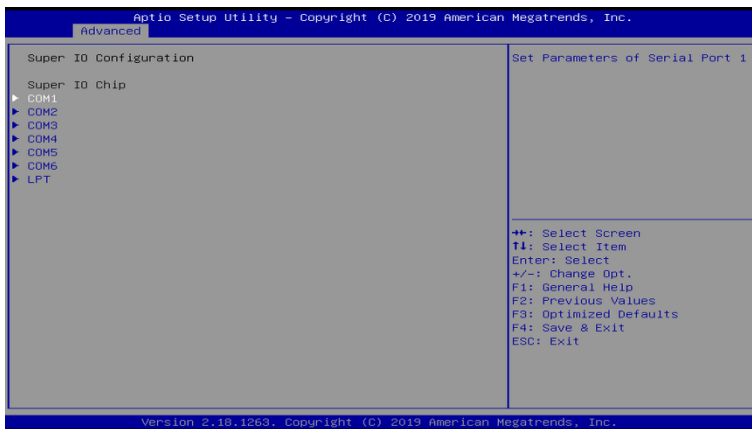 Aptio Setup Utility – Copyright (C) 2019 American Megatrends, Inc.
Advanced
Super IO Configuration
Super IO Chip
► COM1
► COM2
► COM3
► COM4
► COM5
► COM6
► LPT
Set Parameters of Serial Port 1
→←: Select Screen
↑↓: Select Item
Enter: Select
+/-: Change Opt.
F1: General Help
F2: Previous Values
F3: Optimized Defaults
F4: Save & Exit
ESC: Exit
Version 2.18.1263. Copyright (C) 2019 American Megatrends, Inc.